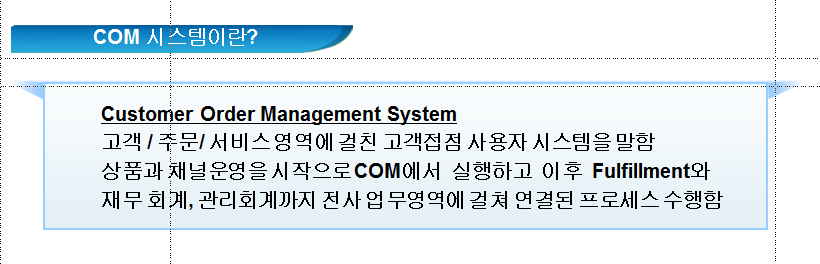 COM 시스템이란?
Customer Order Management System
고객 / 주문/ 서비스영역에 걸친 고객접점 사용자 시스템을 말함
상품과 채널운영을 시작으로COM에서 실행하고 이후 Fulfillment와
재무 회계, 관리회계까지 전사 업무영역에 걸쳐 연결된 프로세스 수행함